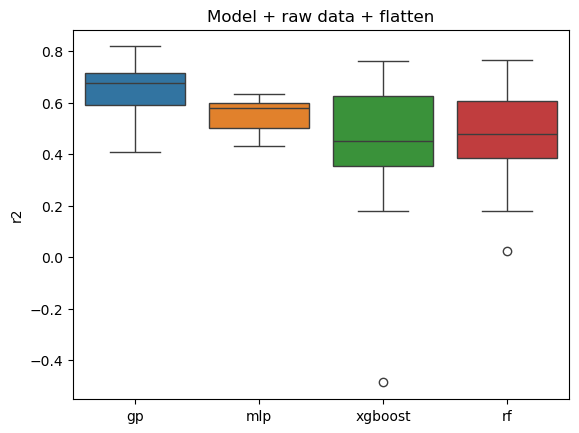 Model + raw data + flatten
0.8
0.6
0.4
0.2
0.0
−0.2
−0.4
r2
gp
mlp
xgboost
rf